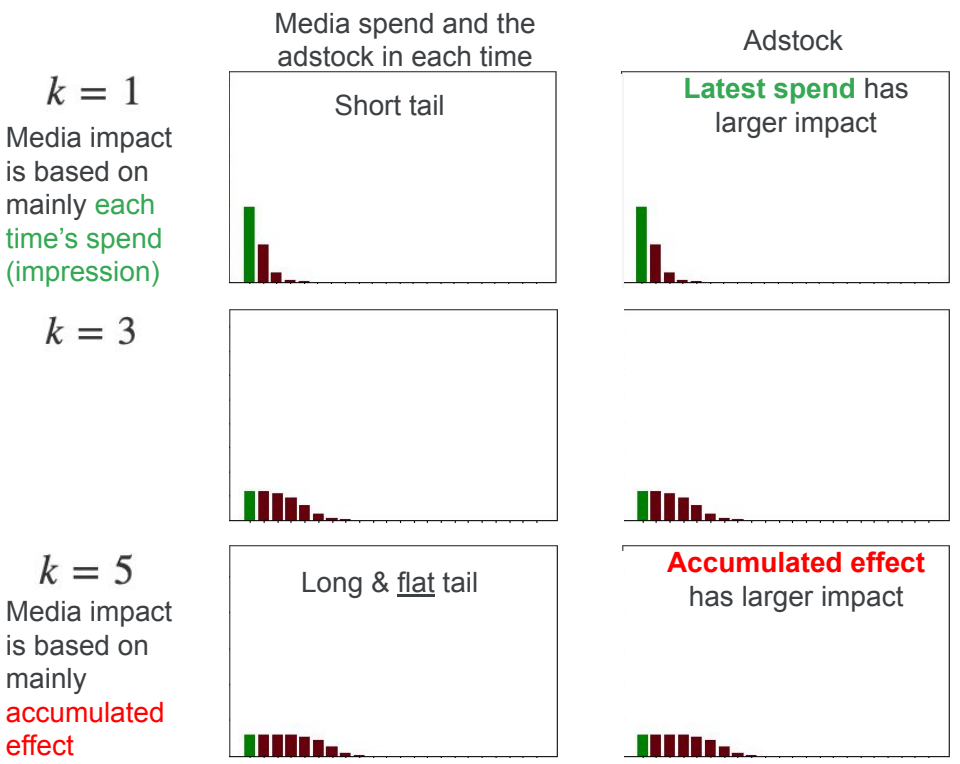 Media spend and the
adstock in each time
Adstock
k = 1
Media impact
is based on
mainly each
time's spend
(impression)
Short tail
Latest spend has
larger impact
k = 3
k = 5
Media impact
is based on
mainly
accumulated
effect
Long & flat tail
Accumulated effect
has larger impact